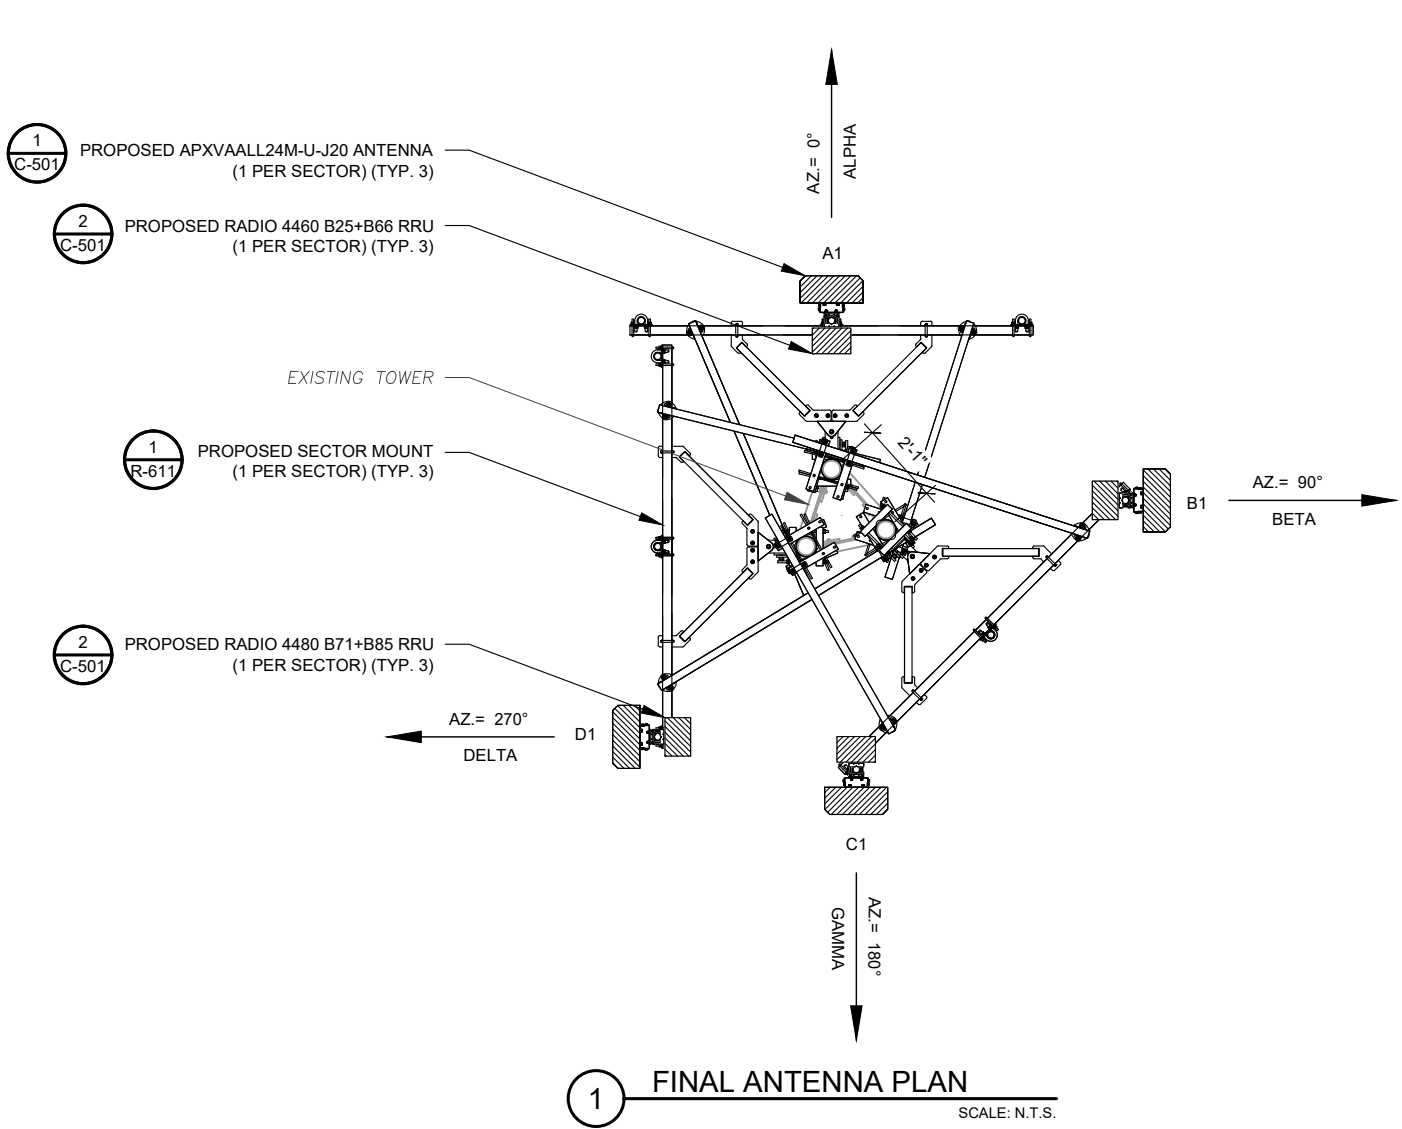 AZ.= 0°
ALPHA
1
C-501
PROPOSED APXVAALL24M-U-J20 ANTENNA
(1 PER SECTOR) (TYP. 3)
2
C-501
PROPOSED RADIO 4460 B25+B66 RRU
(1 PER SECTOR) (TYP. 3)
A1
EXISTING TOWER
1
R-611
PROPOSED SECTOR MOUNT
(1 PER SECTOR) (TYP. 3)
2'-1"
AZ.= 90°
BETA
B1
2
C-501
PROPOSED RADIO 4480 B71+B85 RRU
(1 PER SECTOR) (TYP. 3)
AZ.= 270°
DELTA
D1
C1
AZ.= 180°
GAMMA
1
FINAL ANTENNA PLAN
SCALE: N.T.S.